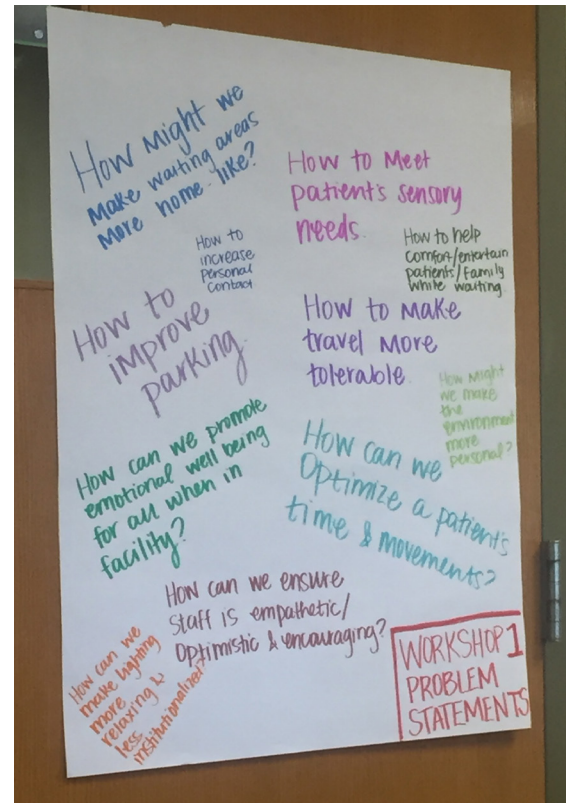 How Might we
make waiting areas
more home-like?
How to Meet
patient's sensory
needs.
How to
increase
personal
contact
How to help
comfort/entertain
patients/family
while waiting.
How to
improve
parking.
How to make
travel more
tolerable.
How Might
we make
the
environment
more
personal?
How can we promote
emotional well being
for all when in
facility?
How can we
Optimize a patient's
time & movements?
How can we ensure
Staff is empathetic/
Optimistic & encouraging?
How can we
make lighting
more
relaxing &
less
institutionalized?
WORKSHOP 1
PROBLEM
STATEMENTS